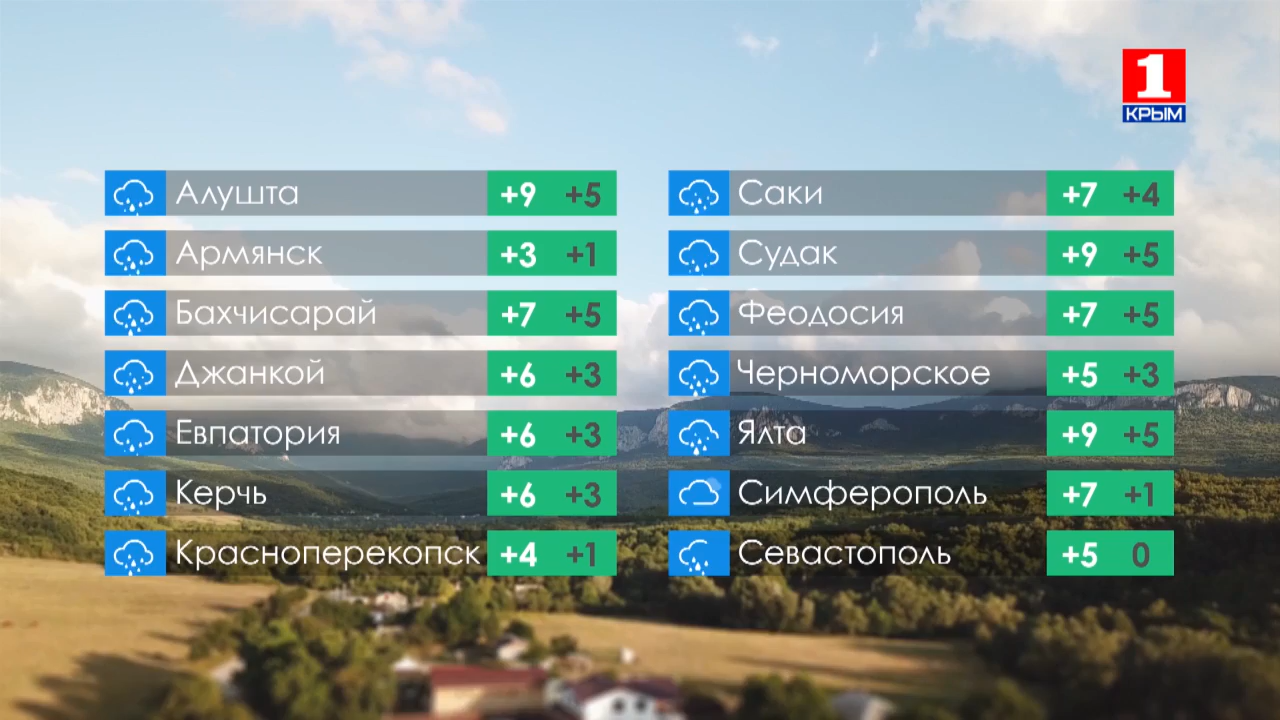 1
КРЫМ
Алушта +9 +5
Армянск +3 +1
Бахчисарай +7 +5
Джанкой +6 +3
Евпатория +6 +3
Керчь +6 +3
Красноперекопск +4 +1
Саки +7 +4
Судак +9 +5
Феодосия +7 +5
Черноморское +5 +3
Ялта +9 +5
Симферополь +7 +1
Севастополь +5 0